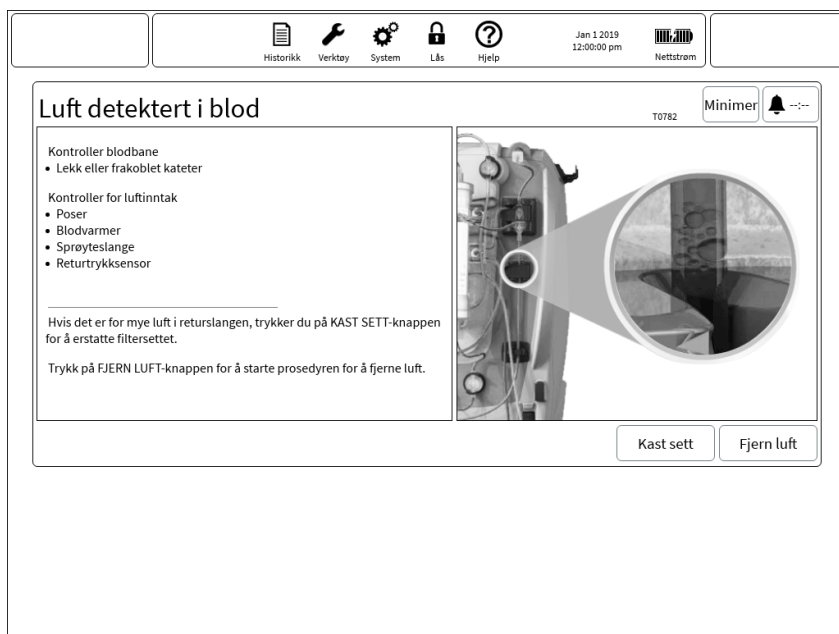 Historikk
Verktøy
System
Lås
Hjelp
Jan 1 2019
12:00:00 pm
Nettstrøm
Luft detektert i blod
T0782
Minimer
--:--
Kontroller blodbane
• Lekk eller frakoblet kateter
Kontroller for luftinntak
• Poser
• Blodvarmer
• Sprøyteslange
• Returtrykksensor
Hvis det er for mye luft i returslangen, trykker du på KAST SETT-knappen
for å erstatte filtersettet.
Trykk på FJERN LUFT-knappen for å starte prosedyren for å fjerne luft.
Kast sett
Fjern luft